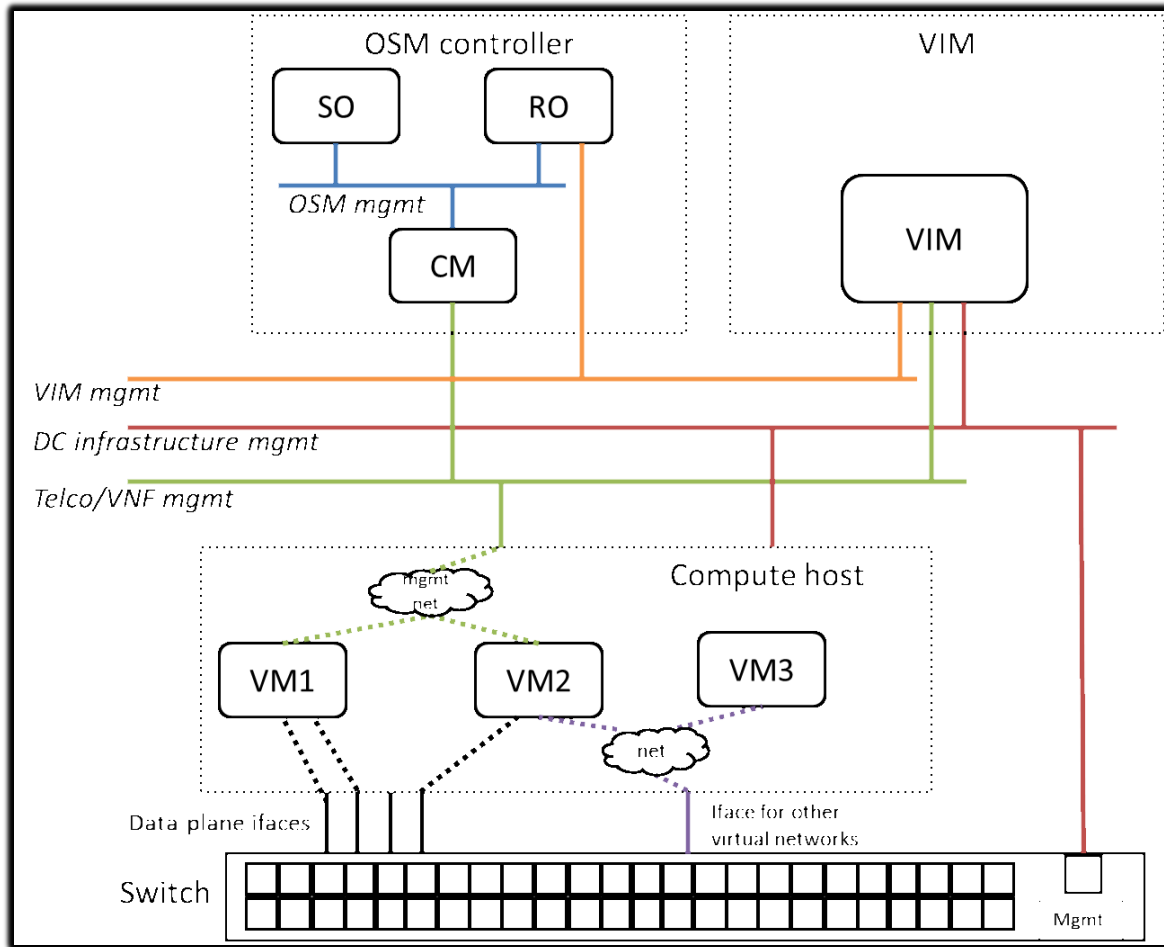 OSM controller
VIM
SO
RO
OSM mgmt
CM
VIM
VIM mgmt
DC infrastructure mgmt
Telco/VNF mgmt
Compute host
mgmt
net
VM1
VM2
VM3
net
Data plane ifaces
Iface for other
virtual networks
Switch
Mgmt